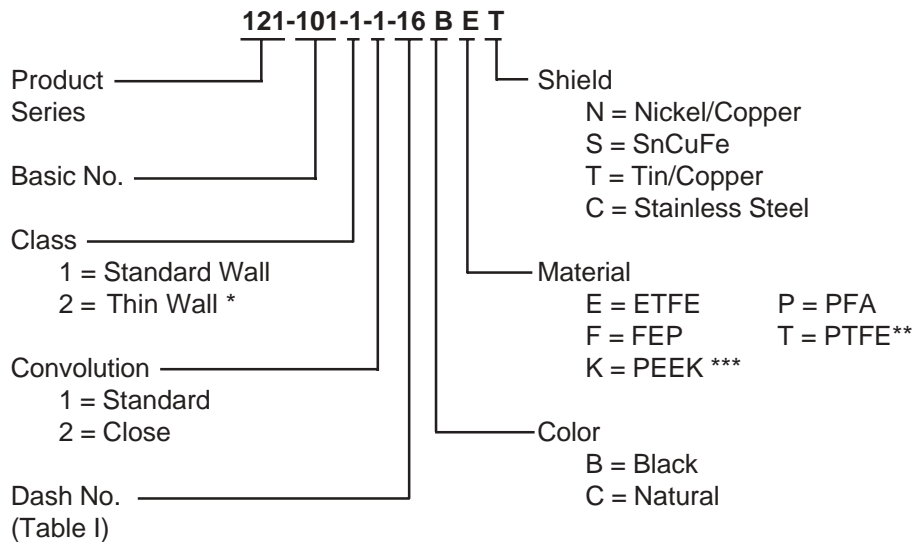 121-101-1-1-16 B E T
Product
Series
Basic No.
Class
1 = Standard Wall
2 = Thin Wall *
Convolution
1 = Standard
2 = Close
Dash No.
(Table I)
Shield
N = Nickel/Copper
S = SnCuFe
T = Tin/Copper
C = Stainless Steel
Material
E = ETFE P = PFA
F = FEP T = PTFE**
K = PEEK ***
Color
B = Black
C = Natural